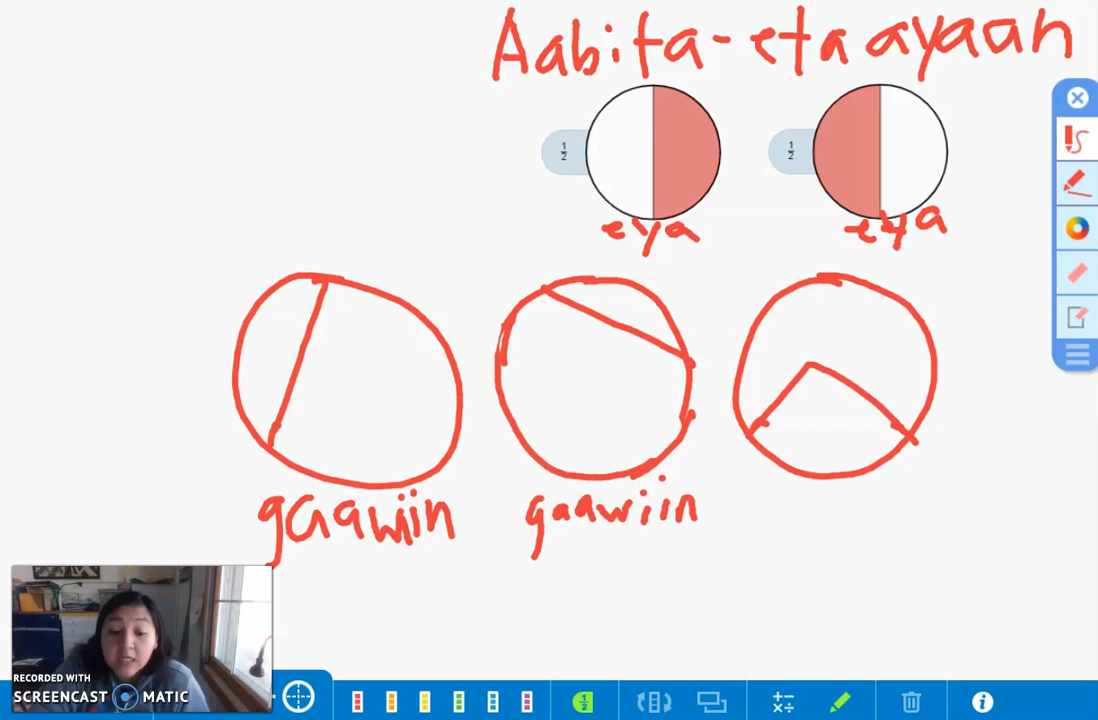 Aabita-eta ayaan
1/2 1/2
eya eya
gaawiin gaawiin
RECORDED WITH
SCREENCAST MATIC
1/2